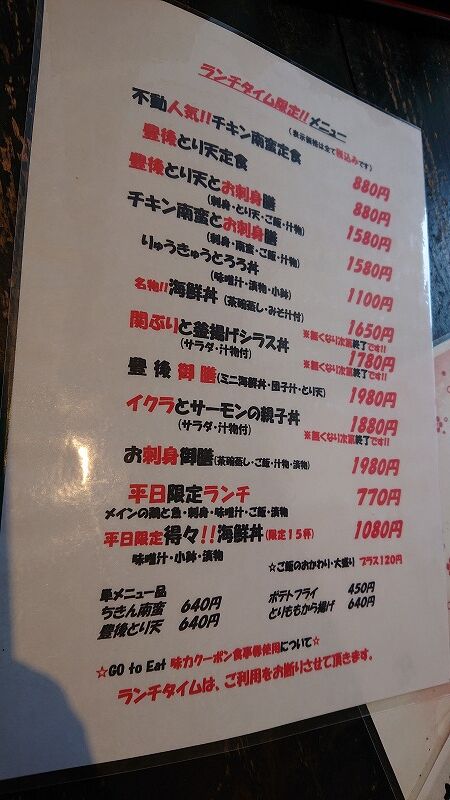 ランチタイム限定!!メニュー
(表示価格は全て税込みです)
不動人気!!チキン南蛮定食 880円
豊後とり天定食 880円
豊後とり天とお刺身膳 1580円
(刺身・とり天・ご飯・汁物)
チキン南蛮とお刺身膳 1580円
(刺身・南蛮・ご飯・汁物)
りゅうきゅうとろろ丼 1100円
(味噌汁・漬物・小鉢)
名物!!海鮮丼(茶碗蒸し・みそ汁付) 1650円
※無くなり次第終了です!!
関ぶりと釜揚げシラス丼 1780円
(サラダ・汁物付) ※無くなり次第終了です!!
豊後御膳(ミニ海鮮丼・団子汁・とり天) 1980円
イクラとサーモンの親子丼 1880円
(サラダ・汁物付) ※無くなり次第終了です!!
お刺身御膳(茶碗蒸し・ご飯・汁物・漬物) 1980円
平日限定ランチ 770円
メインの鶏と魚・刺身・味噌汁・ご飯・漬物
平日限定得々!!海鮮丼(限定15杯) 1080円
味噌汁・小鉢・漬物
☆ご飯のおかわり・大盛り プラス120円
単メニュー品
ちきん南蛮 640円
豊後とり天 640円
ポテトフライ 450円
とりももから揚げ 640円
☆GO to Eat 味力クーポン食事券使用について☆
ランチタイムは、ご利用をお断りさせて頂きます。